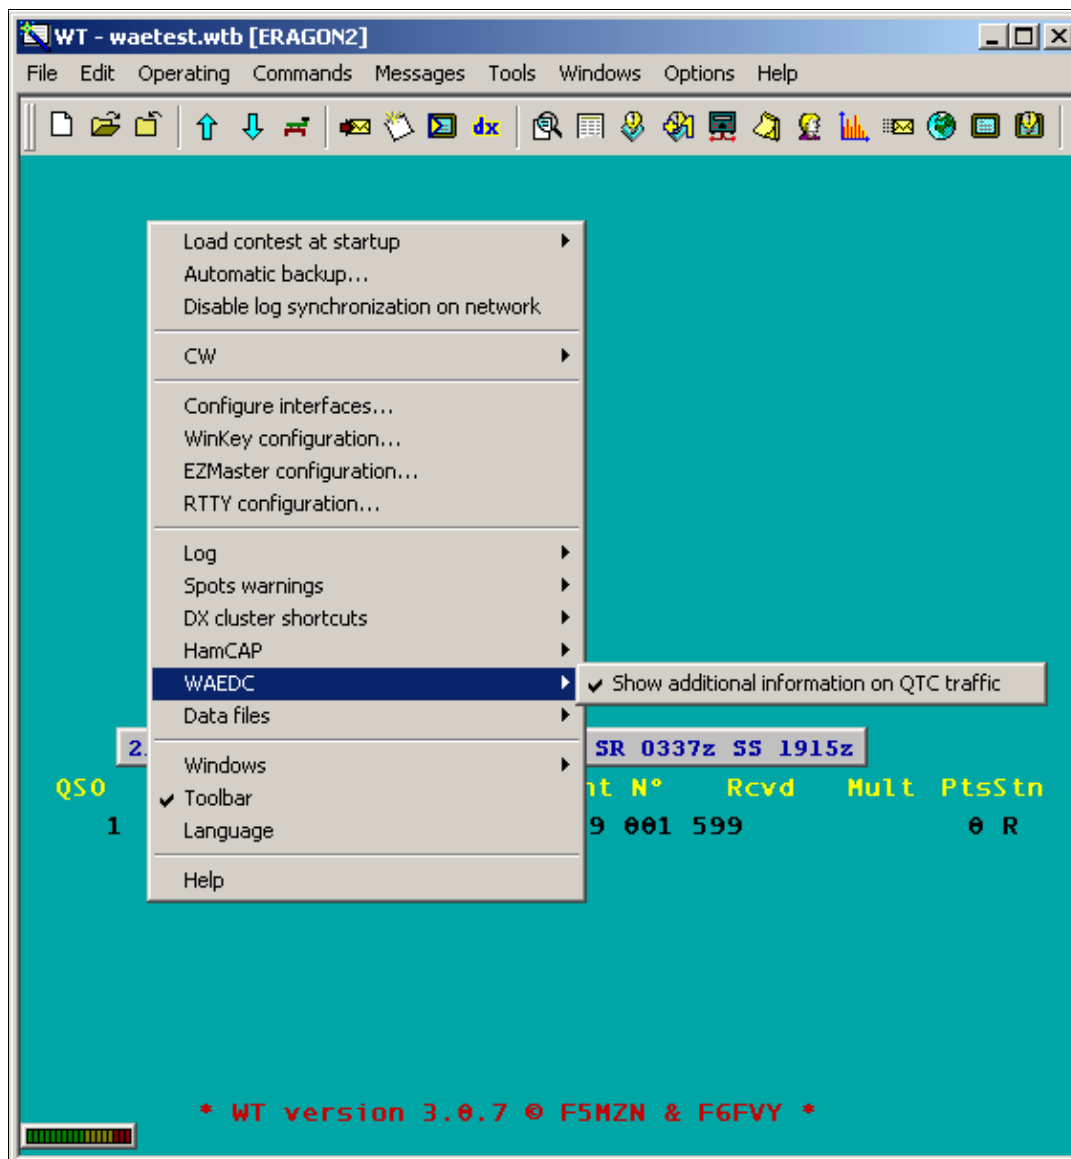 WT - waetest.wtb [ERAGON2]
File Edit Operating Commands Messages Tools Windows Options Help
dx
Load contest at startup
Automatic backup...
Disable log synchronization on network
CW
Configure interfaces...
WinKey configuration...
EZMaster configuration...
RTTY configuration...
Log
Spots warnings
DX cluster shortcuts
HamCAP
WAEDC
Show additional information on QTC traffic
Data files
2. SR 0337z SS 1915z
Windows
QSO nt N° Rcvd Mult PtsStn
Toolbar
1 9 001 599 0 R
Language
Help
* WT version 3.0.7 © F5MZN & F6FVY *